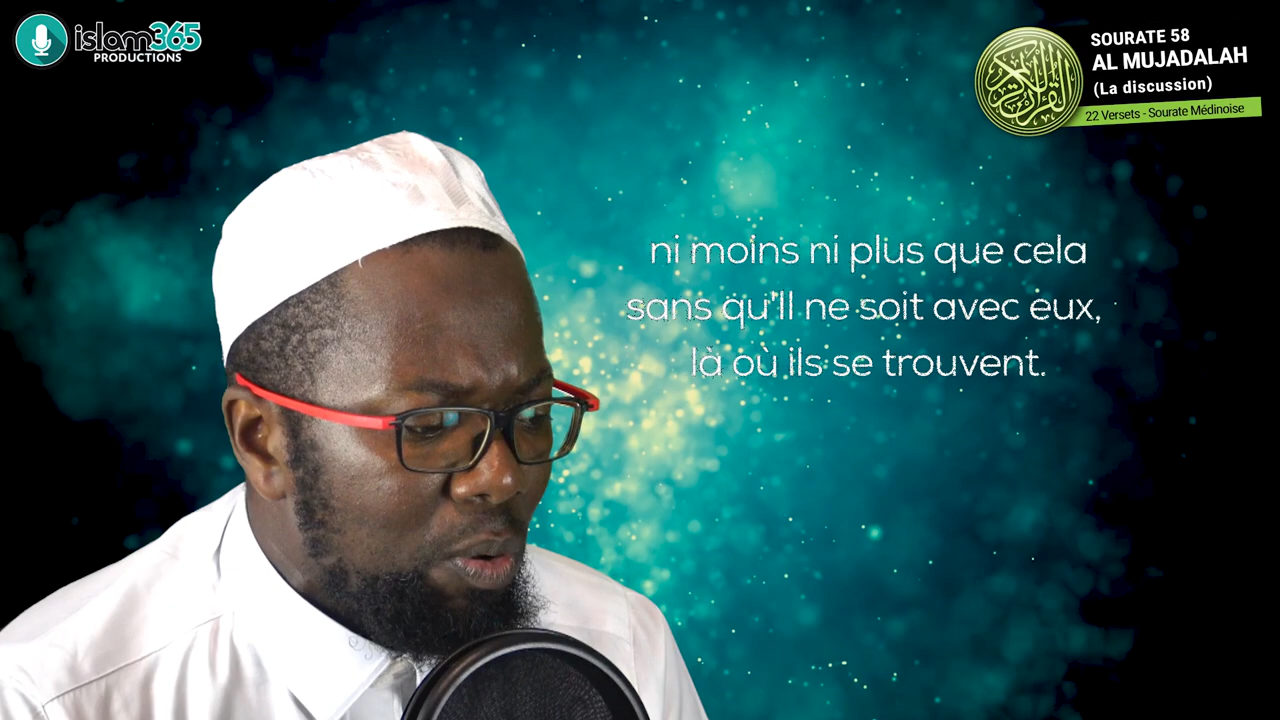 islam365
PRODUCTIONS
SOURATE 58
AL MUJADALAH
(La discussion)
22 Versets - Sourate Médinoise
ni moins ni plus que cela
sans qu'Il ne soit avec eux,
là où ils se trouvent.